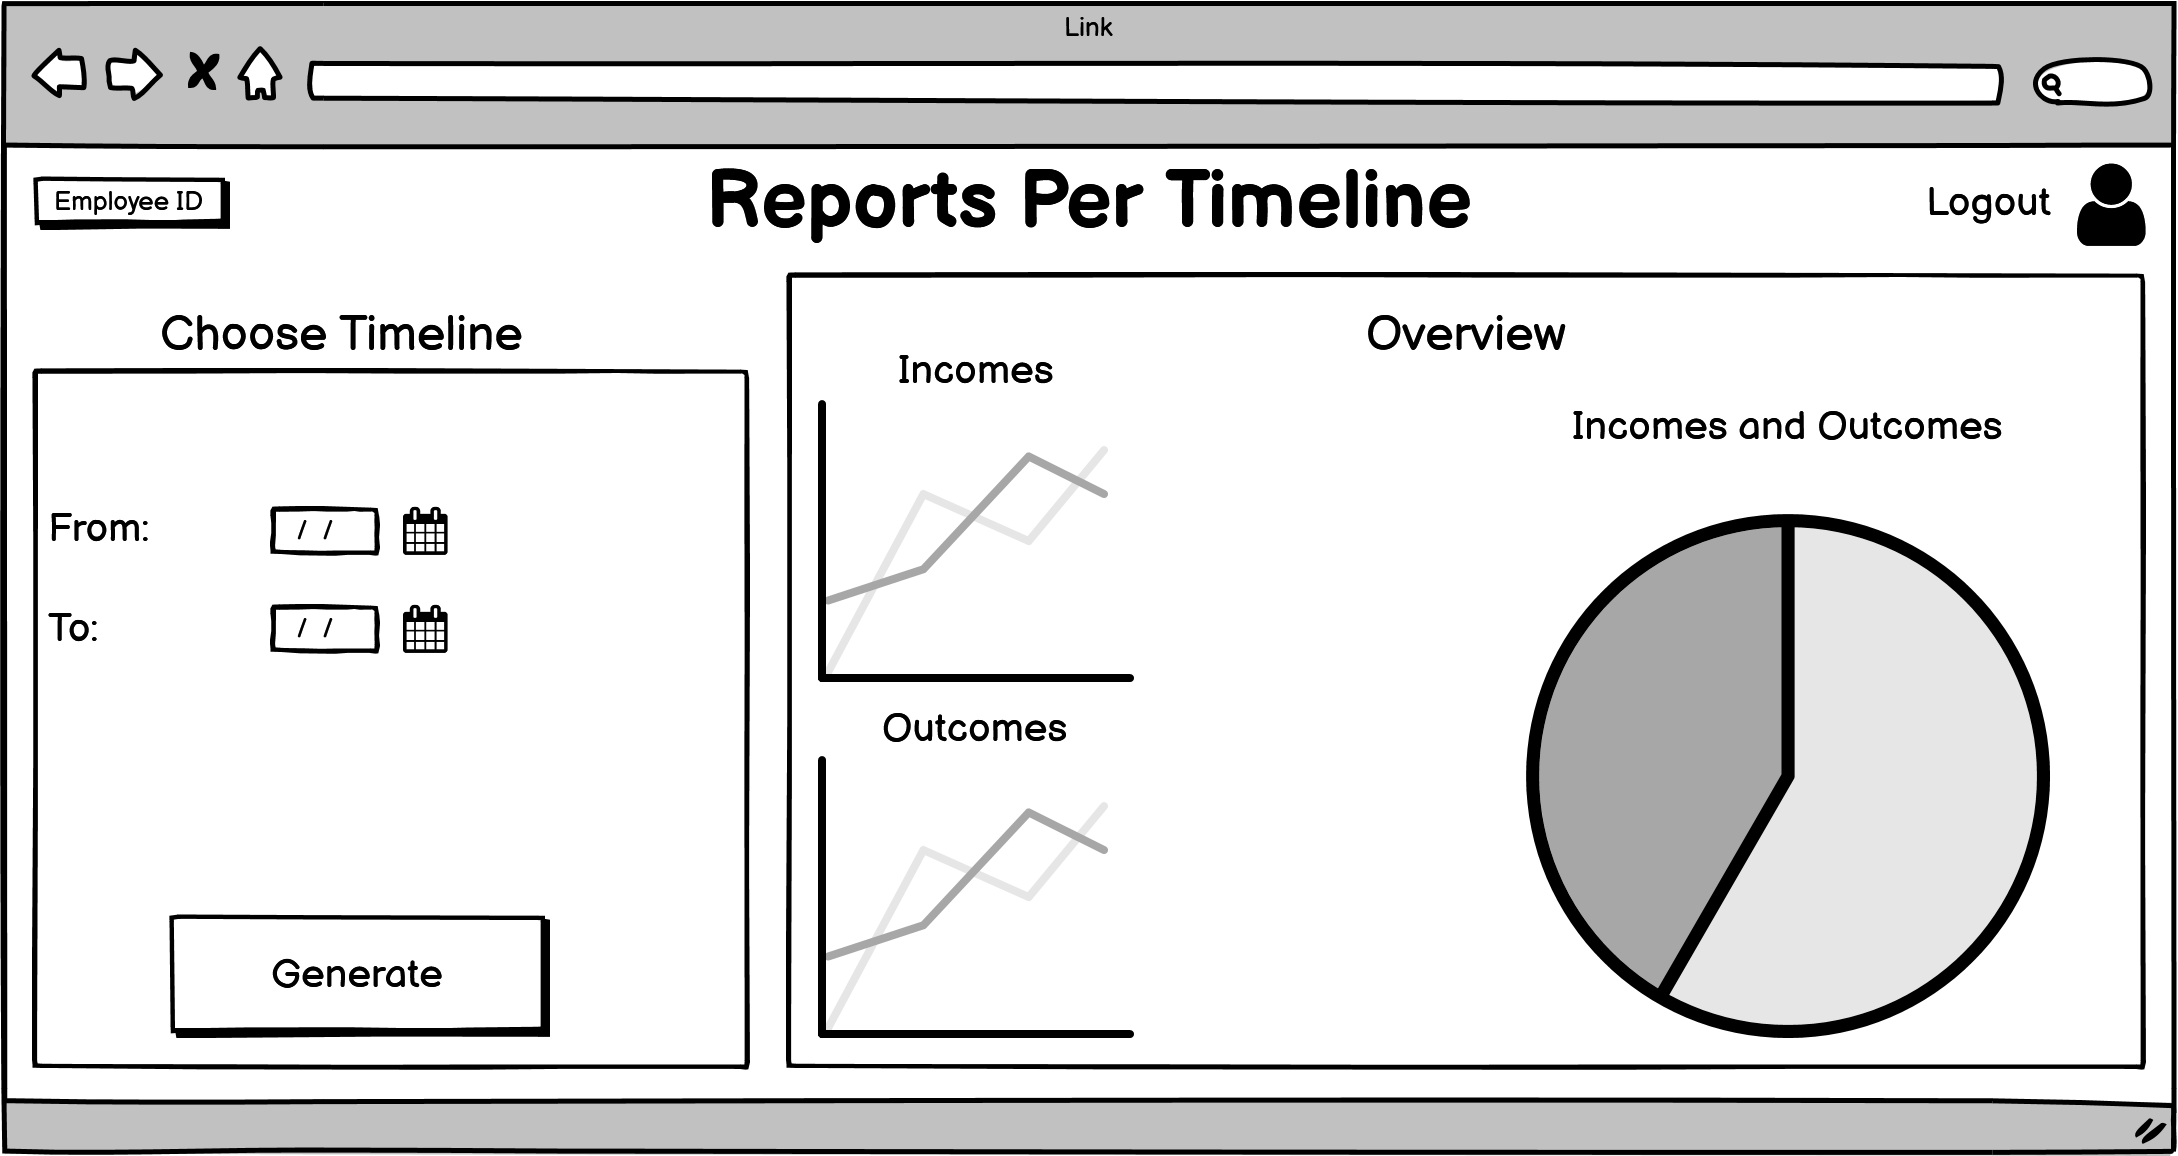 Link
Employee ID
Reports Per Timeline
Logout
Choose Timeline
From: / /
To: / /
Generate
Overview
Incomes
Incomes and Outcomes
Outcomes